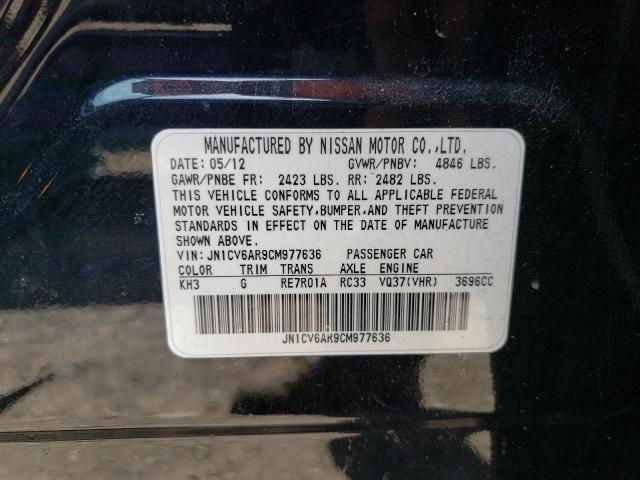 MANUFACTURED BY NISSAN MOTOR CO.,LTD.
DATE: 05/12 GVWR/PNBV: 4846 LBS.
GAWR/PNBE FR: 2423 LBS. RR: 2482 LBS.
THIS VEHICLE CONFORMS TO ALL APPLICABLE FEDERAL
MOTOR VEHICLE SAFETY,BUMPER,AND THEFT PREVENTION
STANDARDS IN EFFECT ON THE DATE OF MANUFACTURE
SHOWN ABOVE.
VIN: JN1CV6AR9CM977636 PASSENGER CAR
COLOR TRIM TRANS AXLE ENGINE
KH3 G RE7R01A RC33 VQ37(VHR) 3696CC
JN1CV6AR9CM977636